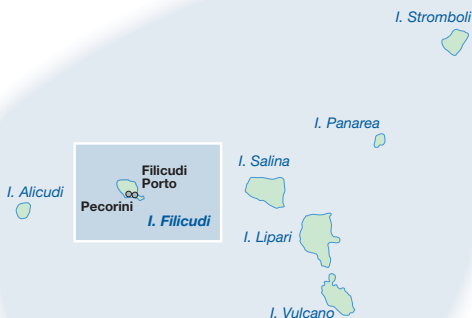 I. Stromboli
I. Panarea
I. Salina
Filicudi
Porto
I. Alicudi
Pecorini
I. Filicudi
I. Lipari
I. Vulcano